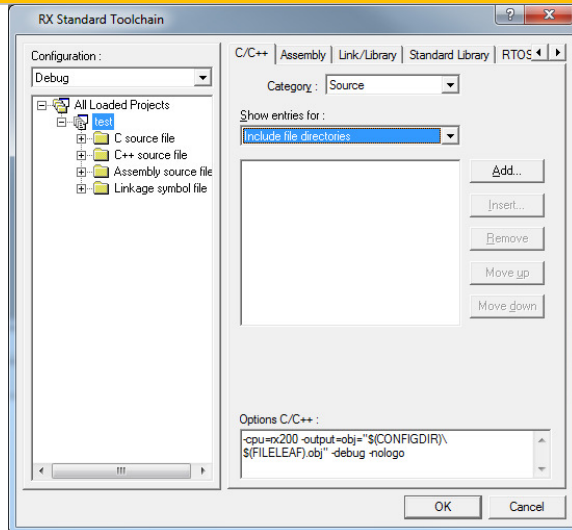 RX Standard Toolchain
Configuration :
Debug
All Loaded Projects
test
C source file
C++ source file
Assembly source file
Linkage symbol file
C/C++ Assembly Link/Library Standard Library RTOS
Category : Source
Show entries for :
Include file directories
Add...
Insert...
Remove
Move up
Move down
Options C/C++ :
-cpu=rx200 -output=obj="$(CONFIGDIR)\
$(FILELEAF).obj" -debug -nologo
OK Cancel